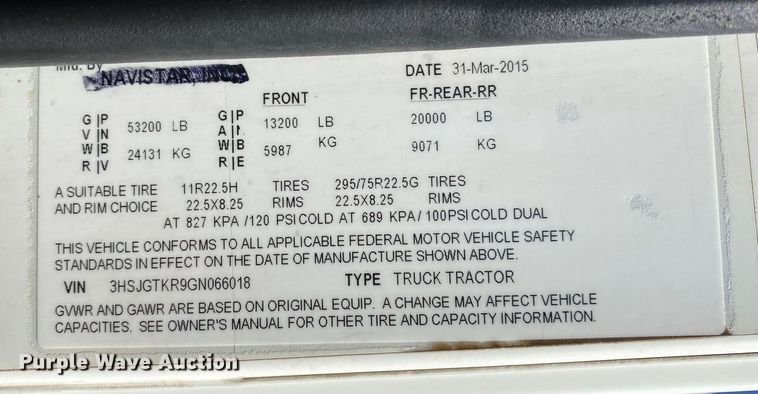 Mfd. By
NAVISTAR, INC. DATE 31-Mar-2015
FRONT FR-REAR-RR
G P V N W B R V 53200 LB 24131 KG
G P A N W B R E 13200 LB 5987 KG 20000 LB 9071 KG
A SUITABLE TIRE 11R22.5H TIRES 295/75R22.5G TIRES
AND RIM CHOICE 22.5X8.25 RIMS 22.5X8.25 RIMS
AT 827 KPA /120 PSI COLD AT 689 KPA/ 100PSI COLD DUAL
THIS VEHICLE CONFORMS TO ALL APPLICABLE FEDERAL MOTOR VEHICLE SAFETY
STANDARDS IN EFFECT ON THE DATE OF MANUFACTURE SHOWN ABOVE.
VIN 3HSJGTKR9GN066018 TYPE TRUCK TRACTOR
GVWR AND GAWR ARE BASED ON ORIGINAL EQUIP. A CHANGE MAY AFFECT VEHICLE
CAPACITIES. SEE OWNER'S MANUAL FOR OTHER TIRE AND CAPACITY INFORMATION.
Purple Wave Auction